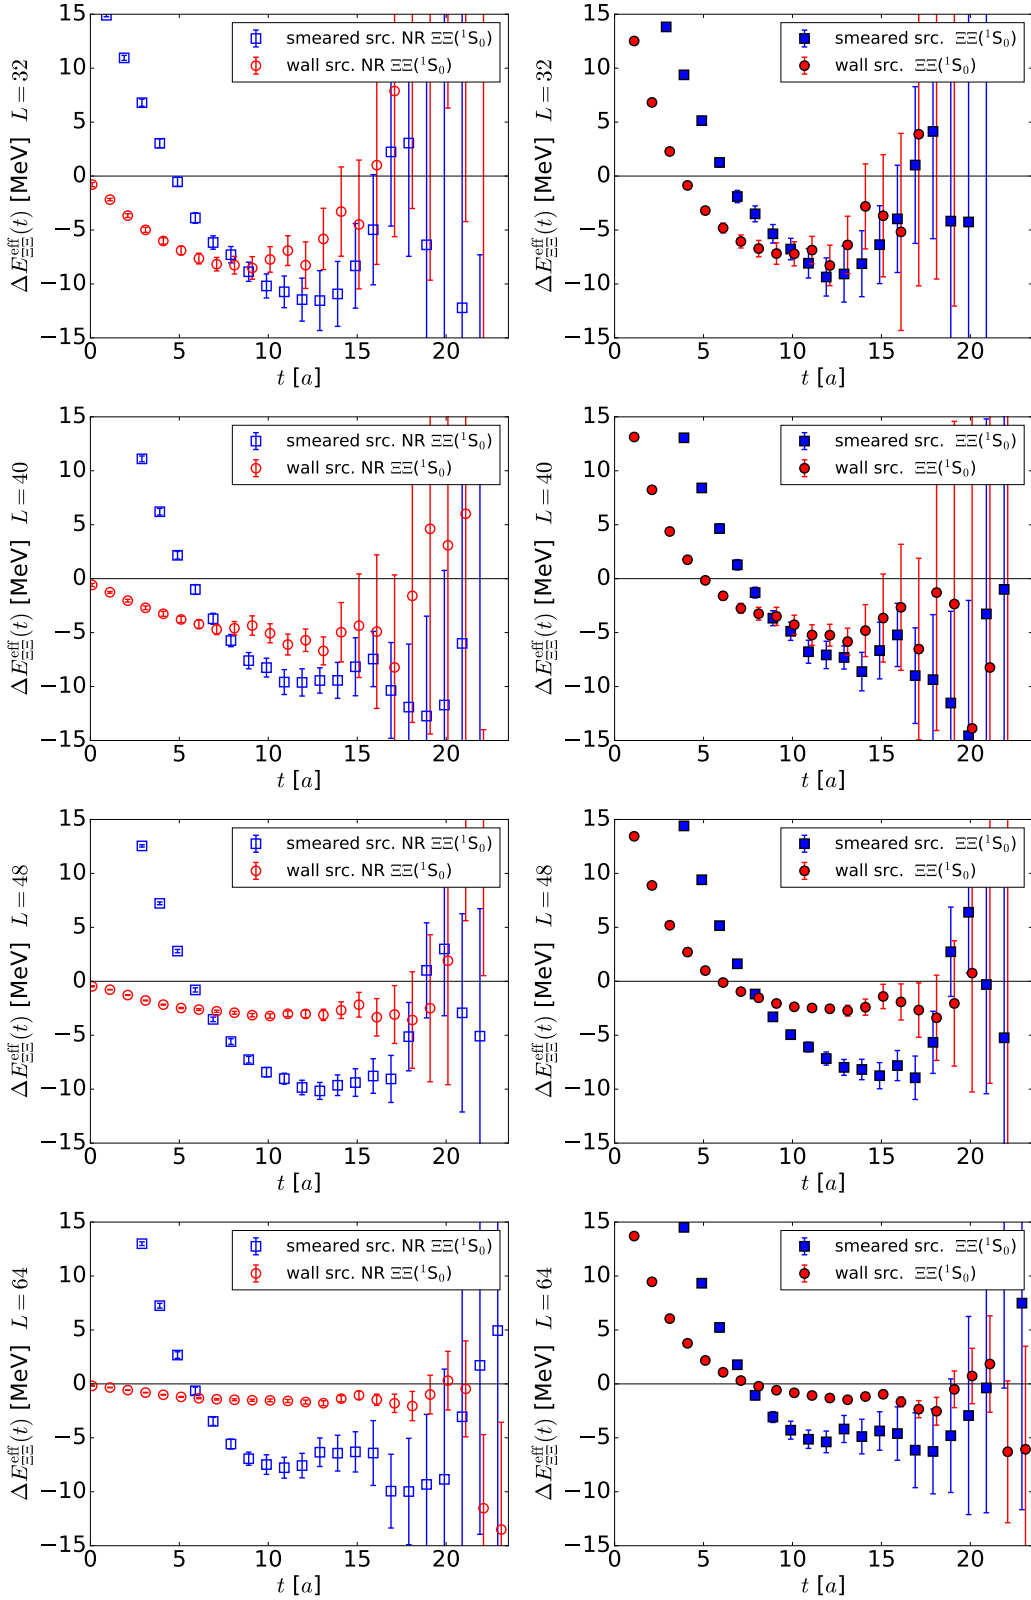 15
10
5
0
−5
−10
−15
0 5 10 15 20
t [a]
ΔE^eff_ΞΞ(t) [MeV] L = 32
smeared src. NR ΞΞ(¹S₀)
wall src. NR ΞΞ(¹S₀)
15
10
5
0
−5
−10
−15
0 5 10 15 20
t [a]
ΔE^eff_ΞΞ(t) [MeV] L = 32
smeared src. ΞΞ(¹S₀)
wall src. ΞΞ(¹S₀)
15
10
5
0
−5
−10
−15
0 5 10 15 20
t [a]
ΔE^eff_ΞΞ(t) [MeV] L = 40
smeared src. NR ΞΞ(¹S₀)
wall src. NR ΞΞ(¹S₀)
15
10
5
0
−5
−10
−15
0 5 10 15 20
t [a]
ΔE^eff_ΞΞ(t) [MeV] L = 40
smeared src. ΞΞ(¹S₀)
wall src. ΞΞ(¹S₀)
15
10
5
0
−5
−10
−15
0 5 10 15 20
t [a]
ΔE^eff_ΞΞ(t) [MeV] L = 48
smeared src. NR ΞΞ(¹S₀)
wall src. NR ΞΞ(¹S₀)
15
10
5
0
−5
−10
−15
0 5 10 15 20
t [a]
ΔE^eff_ΞΞ(t) [MeV] L = 48
smeared src. ΞΞ(¹S₀)
wall src. ΞΞ(¹S₀)
15
10
5
0
−5
−10
−15
0 5 10 15 20
t [a]
ΔE^eff_ΞΞ(t) [MeV] L = 64
smeared src. NR ΞΞ(¹S₀)
wall src. NR ΞΞ(¹S₀)
15
10
5
0
−5
−10
−15
0 5 10 15 20
t [a]
ΔE^eff_ΞΞ(t) [MeV] L = 64
smeared src. ΞΞ(¹S₀)
wall src. ΞΞ(¹S₀)